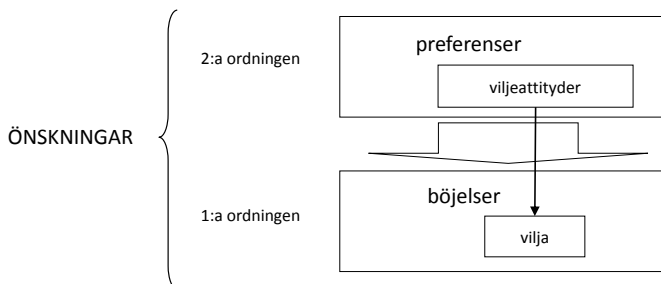 preferenser
2:a ordningen
viljeattityder
ÖNSKNINGAR
böjelser
1:a ordningen
vilja